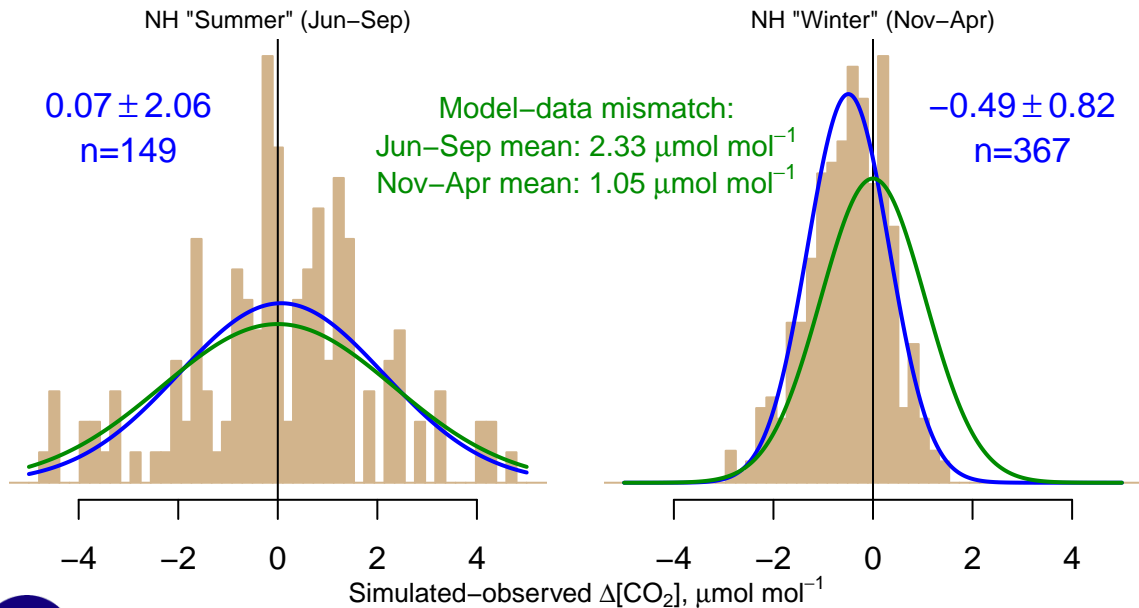 NH "Summer" (Jun−Sep)
0.07 ± 2.06
n=149
Model−data mismatch:
Jun−Sep mean: 2.33 μmol mol⁻¹
Nov−Apr mean: 1.05 μmol mol⁻¹
NH "Winter" (Nov−Apr)
−0.49 ± 0.82
n=367
−4 −2 0 2 4
−4 −2 0 2 4
Simulated−observed Δ[CO₂], μmol mol⁻¹